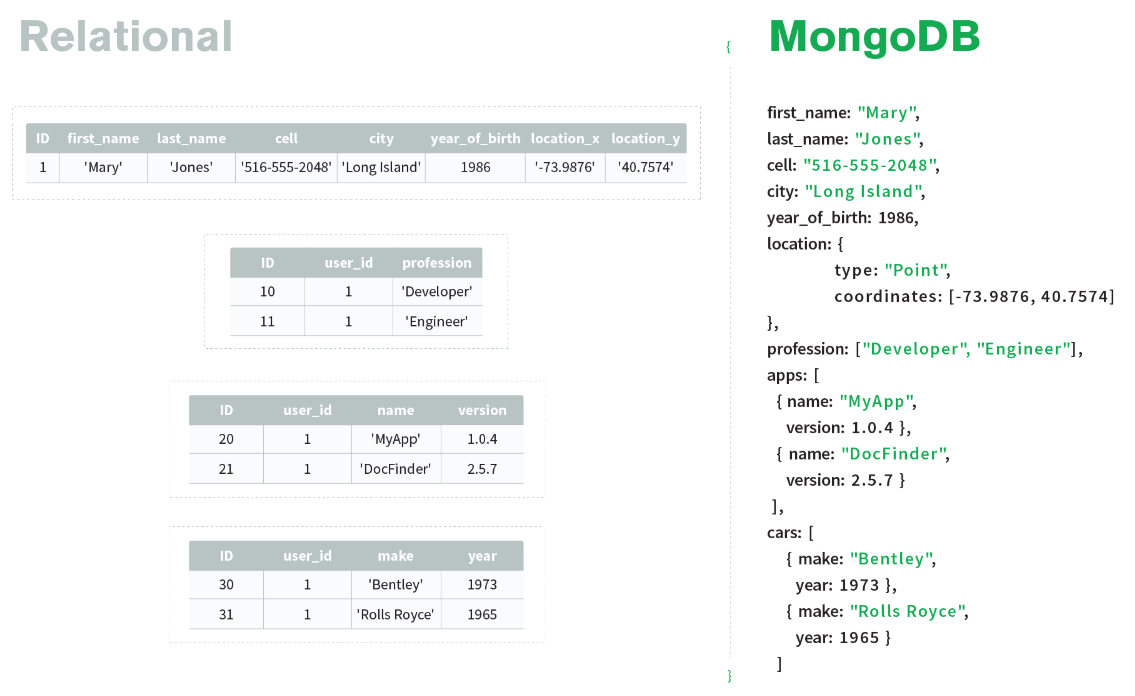 Relational
ID first_name last_name cell city year_of_birth location_x location_y
1 'Mary' 'Jones' '516-555-2048' 'Long Island' 1986 '-73.9876' '40.7574'
ID user_id profession
10 1 'Developer'
11 1 'Engineer'
ID user_id name version
20 1 'MyApp' 1.0.4
21 1 'DocFinder' 2.5.7
ID user_id make year
30 1 'Bentley' 1973
31 1 'Rolls Royce' 1965
MongoDB
{
first_name: "Mary",
last_name: "Jones",
cell: "516-555-2048",
city: "Long Island",
year_of_birth: 1986,
location: {
type: "Point",
coordinates: [-73.9876, 40.7574]
},
profession: ["Developer", "Engineer"],
apps: [
{ name: "MyApp",
version: 1.0.4 },
{ name: "DocFinder",
version: 2.5.7 }
],
cars: [
{ make: "Bentley",
year: 1973 },
{ make: "Rolls Royce",
year: 1965 }
]
}